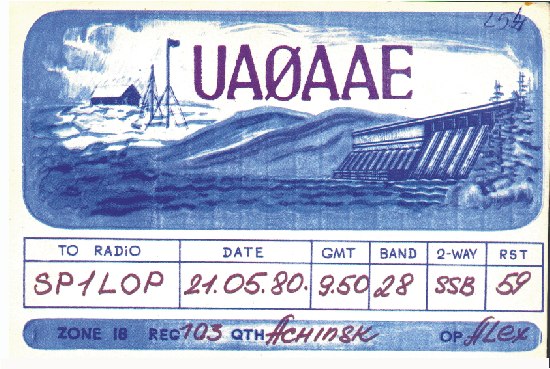 254
UAØAAE
TO RADIO DATE GMT BAND 2-WAY RST
SP1LOP 21.05.80. 9.50 28 SSB 59
ZONE 18 REG 103 QTH ACHINSK OP. ALEX